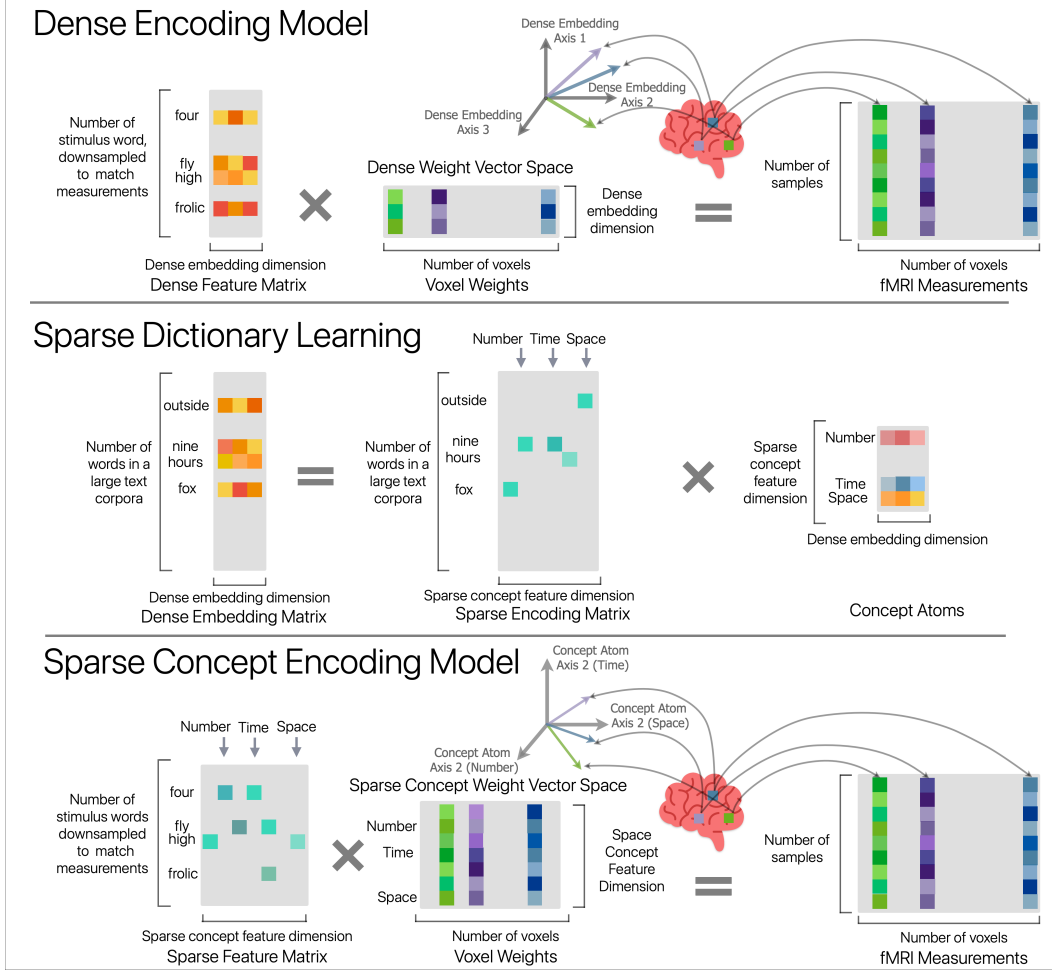 Dense Encoding Model
Dense Embedding
Axis 1
Dense Embedding
Axis 2
Dense Embedding
Axis 3
Number of
stimulus word,
downsampled
to match
measurements
four
fly
high
frolic
Dense embedding dimension
Dense Feature Matrix
Dense Weight Vector Space
Dense
embedding
dimension
Number of voxels
Voxel Weights
Number of
samples
Number of voxels
fMRI Measurements
Sparse Dictionary Learning
Number of
words in a
large text
corpora
outside
nine
hours
fox
Dense embedding dimension
Dense Embedding Matrix
Number Time Space
Number of
words in a
large text
corpora
outside
nine
hours
fox
Sparse concept feature dimension
Sparse Encoding Matrix
Sparse
concept
feature
dimension
Number
Time
Space
Dense embedding dimension
Concept Atoms
Sparse Concept Encoding Model
Concept Atom
Axis 2 (Time)
Concept Atom
Axis 2 (Space)
Concept Atom
Axis 2 (Number)
Number Time Space
Number of
stimulus words
downsampled
to match
measurements
four
fly
high
frolic
Sparse concept feature dimension
Sparse Feature Matrix
Sparse Concept Weight Vector Space
Number
Time
Space
Space
Concept
Feature
Dimension
Number of voxels
Voxel Weights
Number of
samples
Number of voxels
fMRI Measurements